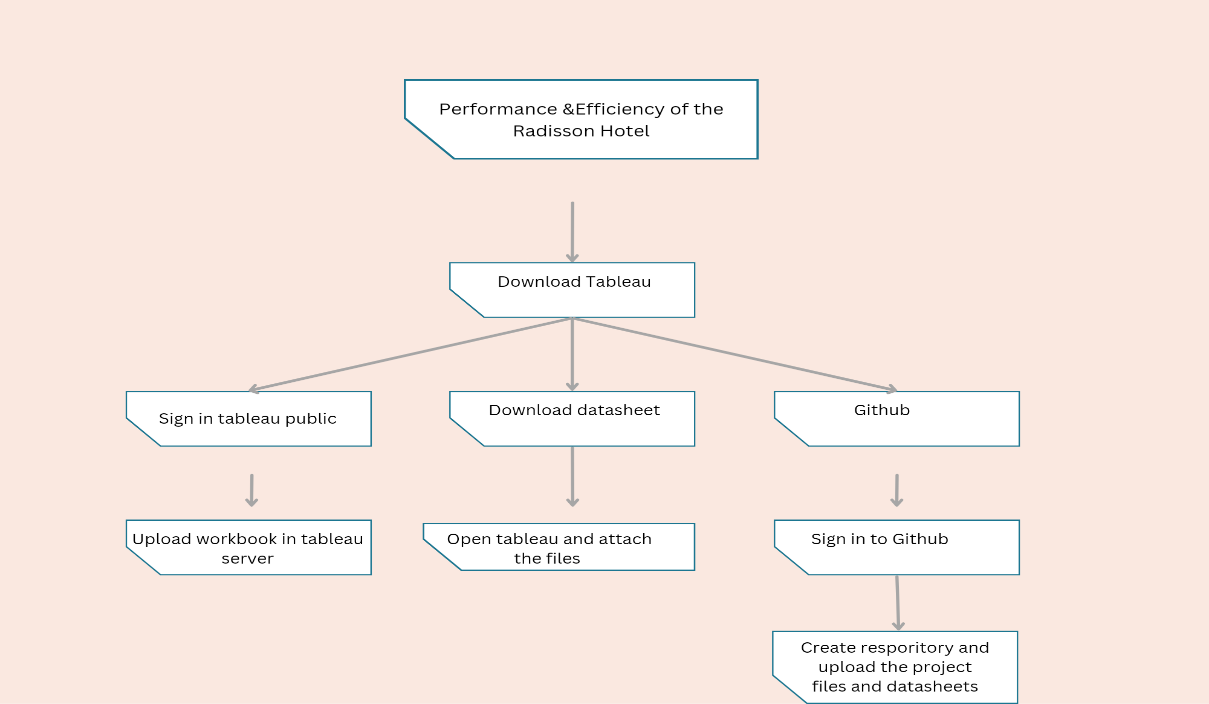 Performance &Efficiency of the
Radisson Hotel
Download Tableau
Sign in tableau public
Download datasheet
Github
Upload workbook in tableau
server
Open tableau and attach
the files
Sign in to Github
Create resporitory and
upload the project
files and datasheets